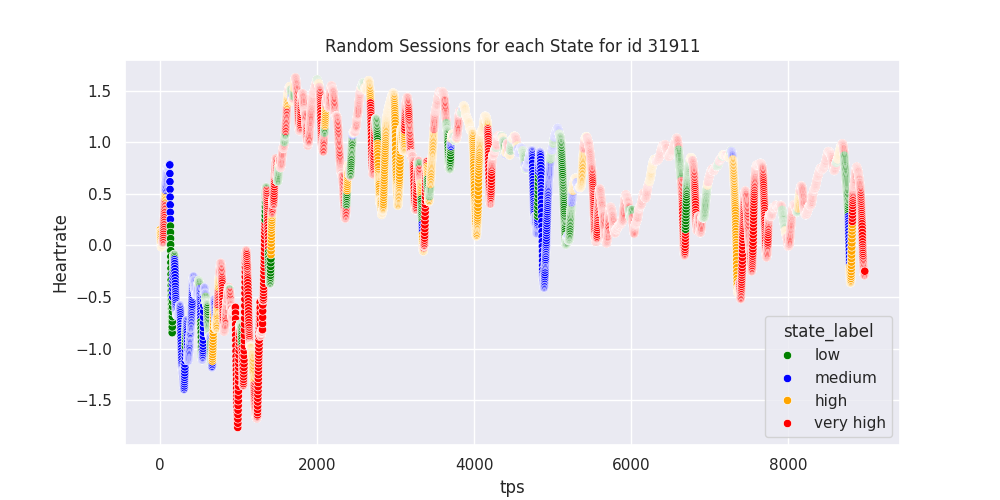 Random Sessions for each State for id 31911
Heartrate
1.5
1.0
0.5
0.0
−0.5
−1.0
−1.5
0
2000
4000
6000
8000
tps
state_label
low
medium
high
very high